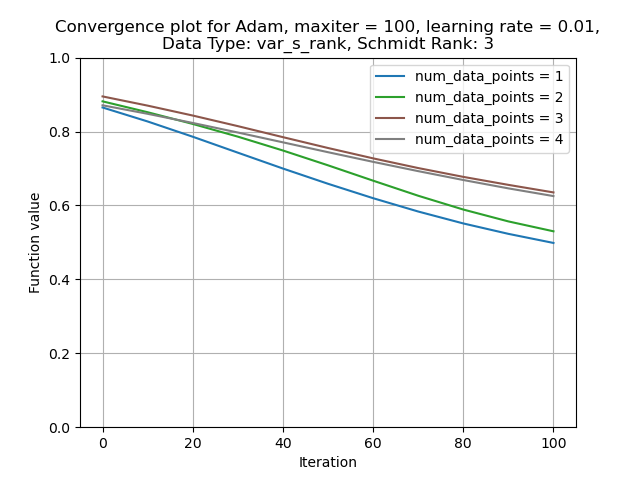 Convergence plot for Adam, maxiter = 100, learning rate = 0.01,
Data Type: var_s_rank, Schmidt Rank: 3
num_data_points = 1
num_data_points = 2
num_data_points = 3
num_data_points = 4
Function value
1.0
0.8
0.6
0.4
0.2
0.0
0 20 40 60 80 100
Iteration